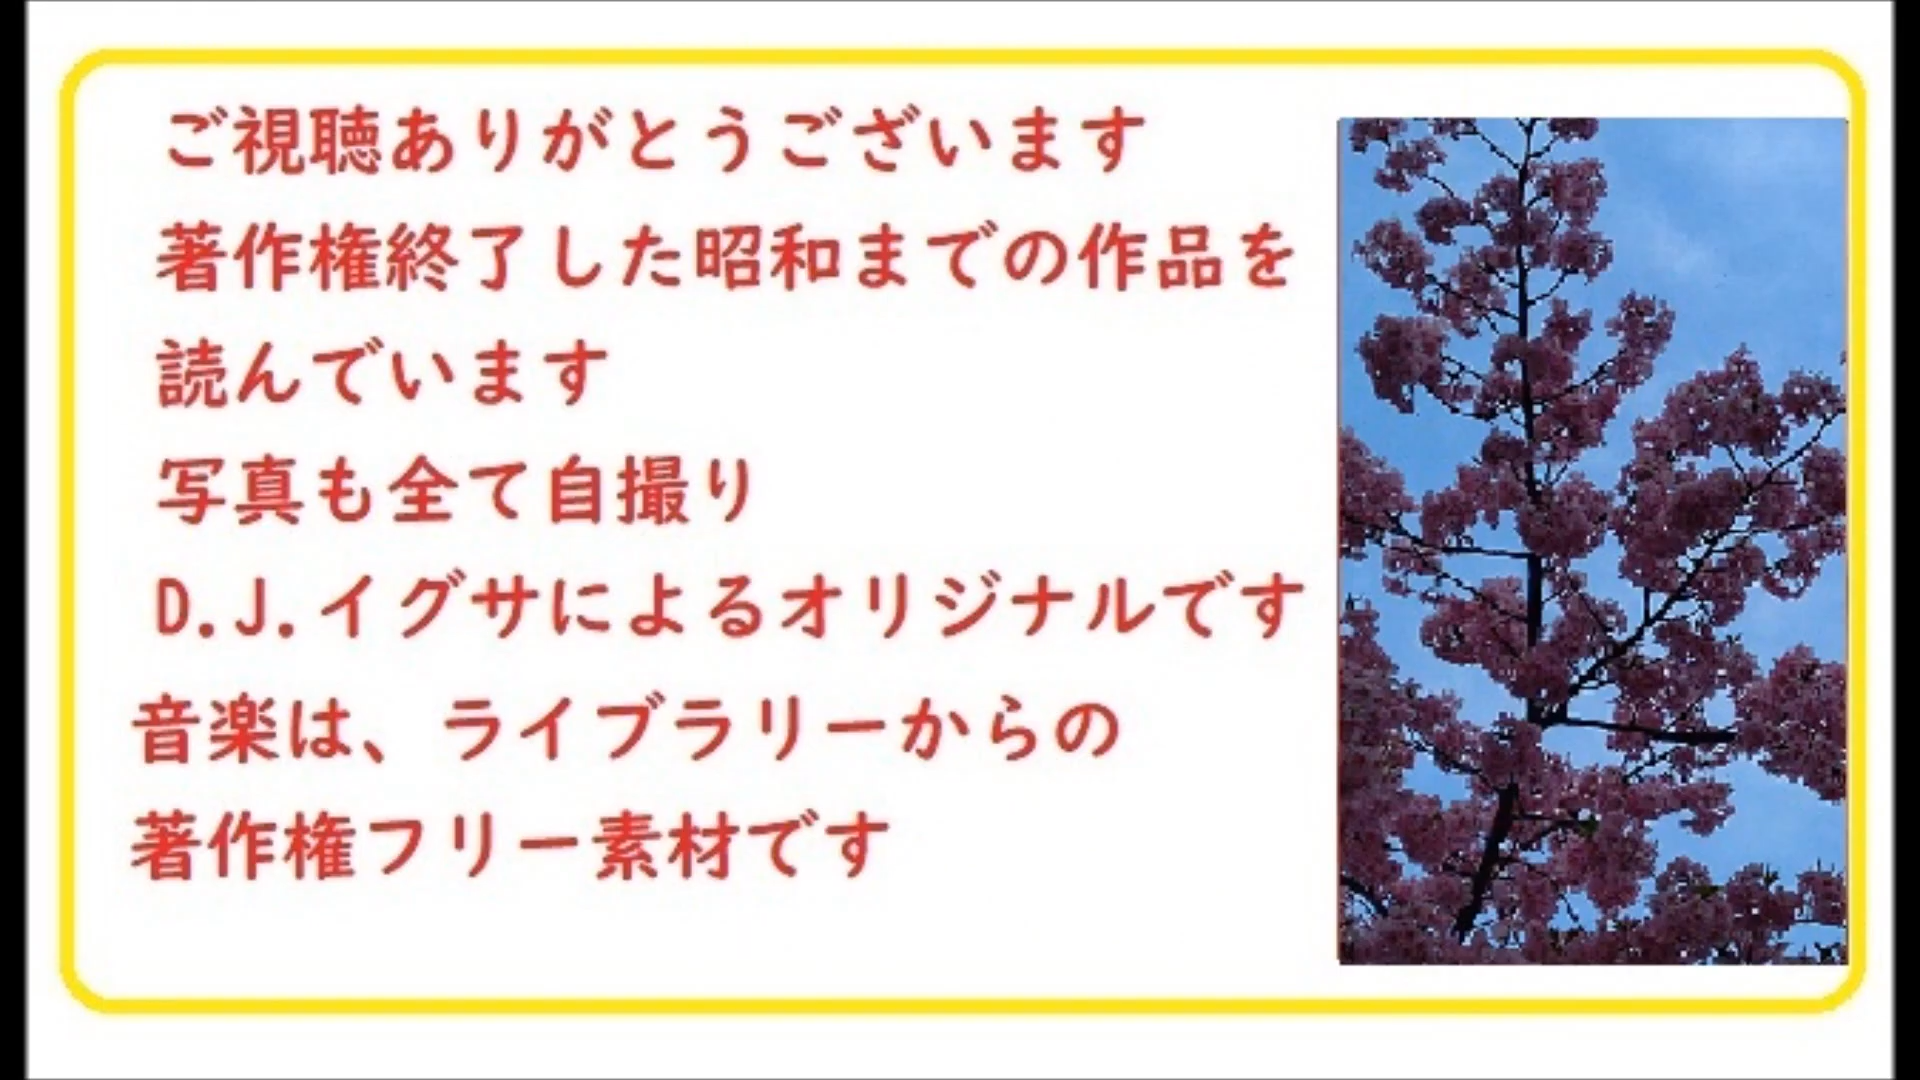 ご視聴ありがとうございます
著作権終了した昭和までの作品を
読んでいます
写真も全て自撮り
D.J.イグサによるオリジナルです
音楽は、ライブラリーからの
著作権フリー素材です